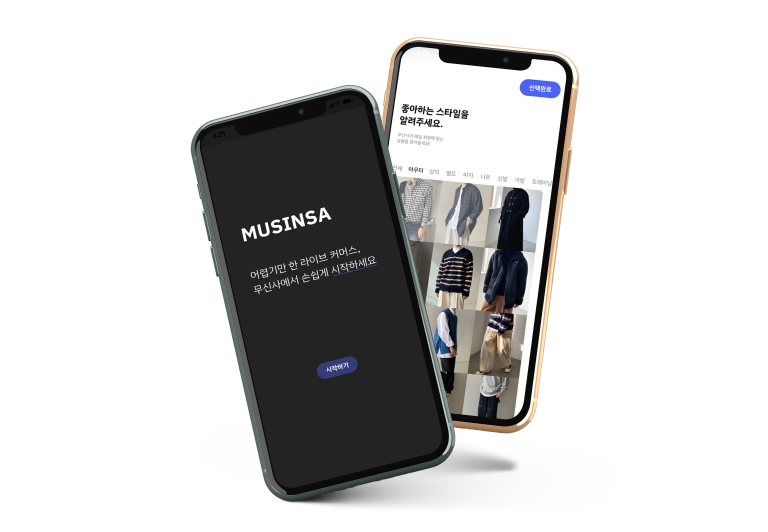 4:21
MUSINSA
어렵기만 한 라이브 커머스,
무신사에서 손쉽게 시작하세요
시작하기
선택완료
좋아하는 스타일을
알려주세요.
전체 아우터 상의 벨트 바지 니트 신발 가방 트레이닝